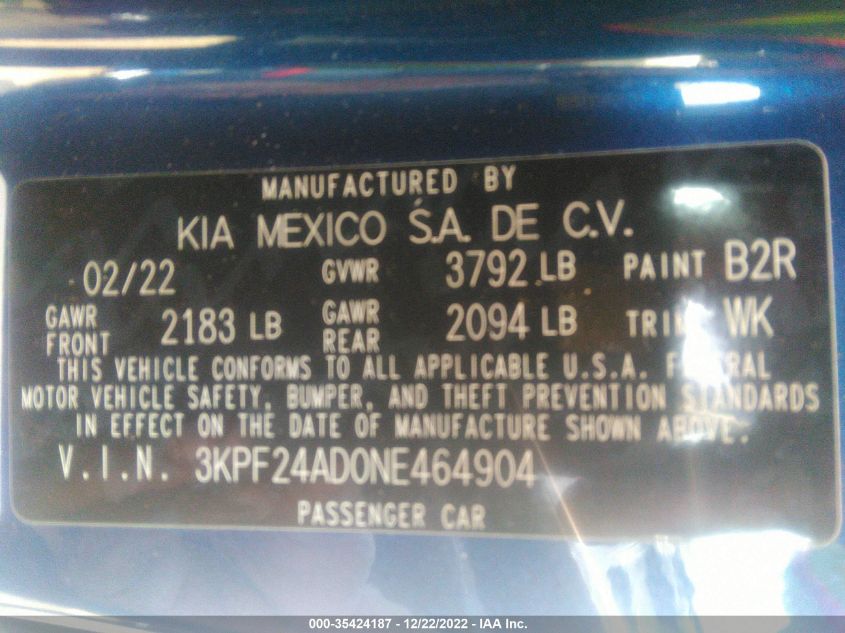 MANUFACTURED BY
KIA MEXICO S.A. DE C.V.
02/22 GVWR 3792 LB PAINT B2R
GAWR FRONT 2183 LB GAWR REAR 2094 LB TRIM WK
THIS VEHICLE CONFORMS TO ALL APPLICABLE U.S.A. FEDERAL
MOTOR VEHICLE SAFETY, BUMPER, AND THEFT PREVENTION STANDARDS
IN EFFECT ON THE DATE OF MANUFACTURE SHOWN ABOVE.
V.I.N. 3KPF24AD0NE464904
PASSENGER CAR
000-35424187 - 12/22/2022 - IAA Inc.